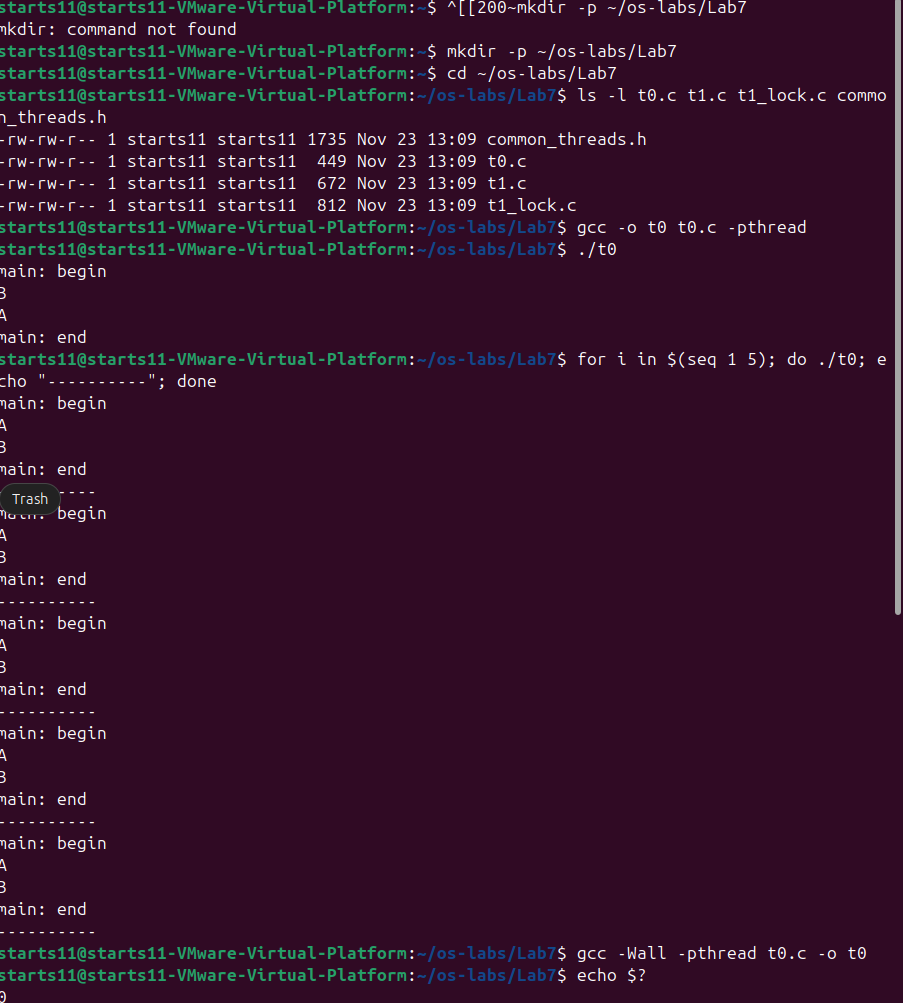 starts11@starts11-VMware-Virtual-Platform:~$ ^[[200~mkdir -p ~/os-labs/Lab7
mkdir: command not found
starts11@starts11-VMware-Virtual-Platform:~$ mkdir -p ~/os-labs/Lab7
starts11@starts11-VMware-Virtual-Platform:~$ cd ~/os-labs/Lab7
starts11@starts11-VMware-Virtual-Platform:~/os-labs/Lab7$ ls -l t0.c t1.c t1_lock.c commo
n_threads.h
-rw-rw-r-- 1 starts11 starts11 1735 Nov 23 13:09 common_threads.h
-rw-rw-r-- 1 starts11 starts11  449 Nov 23 13:09 t0.c
-rw-rw-r-- 1 starts11 starts11  672 Nov 23 13:09 t1.c
-rw-rw-r-- 1 starts11 starts11  812 Nov 23 13:09 t1_lock.c
starts11@starts11-VMware-Virtual-Platform:~/os-labs/Lab7$ gcc -o t0 t0.c -pthread
starts11@starts11-VMware-Virtual-Platform:~/os-labs/Lab7$ ./t0
main: begin
B
A
main: end
starts11@starts11-VMware-Virtual-Platform:~/os-labs/Lab7$ for i in $(seq 1 5); do ./t0; e
cho "----------"; done
main: begin
A
B
main: end
Trash ----
main: begin
A
B
main: end
----------
main: begin
A
B
main: end
----------
main: begin
A
B
main: end
----------
main: begin
A
B
main: end
----------
starts11@starts11-VMware-Virtual-Platform:~/os-labs/Lab7$ gcc -Wall -pthread t0.c -o t0
starts11@starts11-VMware-Virtual-Platform:~/os-labs/Lab7$ echo $?
0